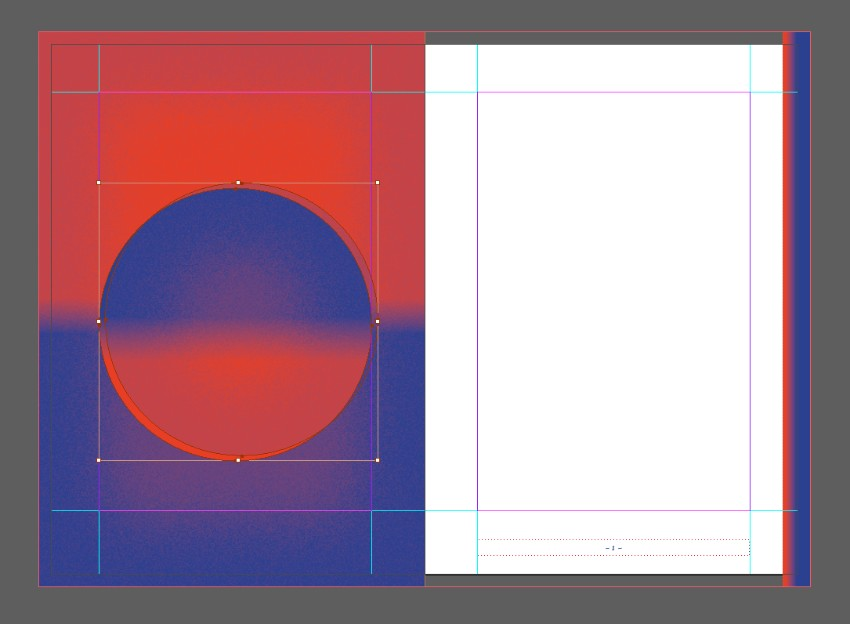 – 1 –